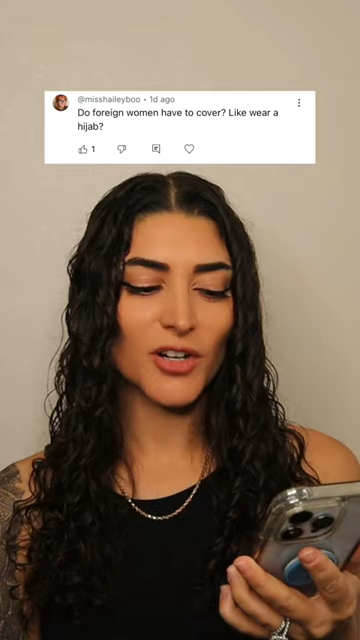 @misshaileyboo • 1d ago
Do foreign women have to cover? Like wear a
hijab?
1